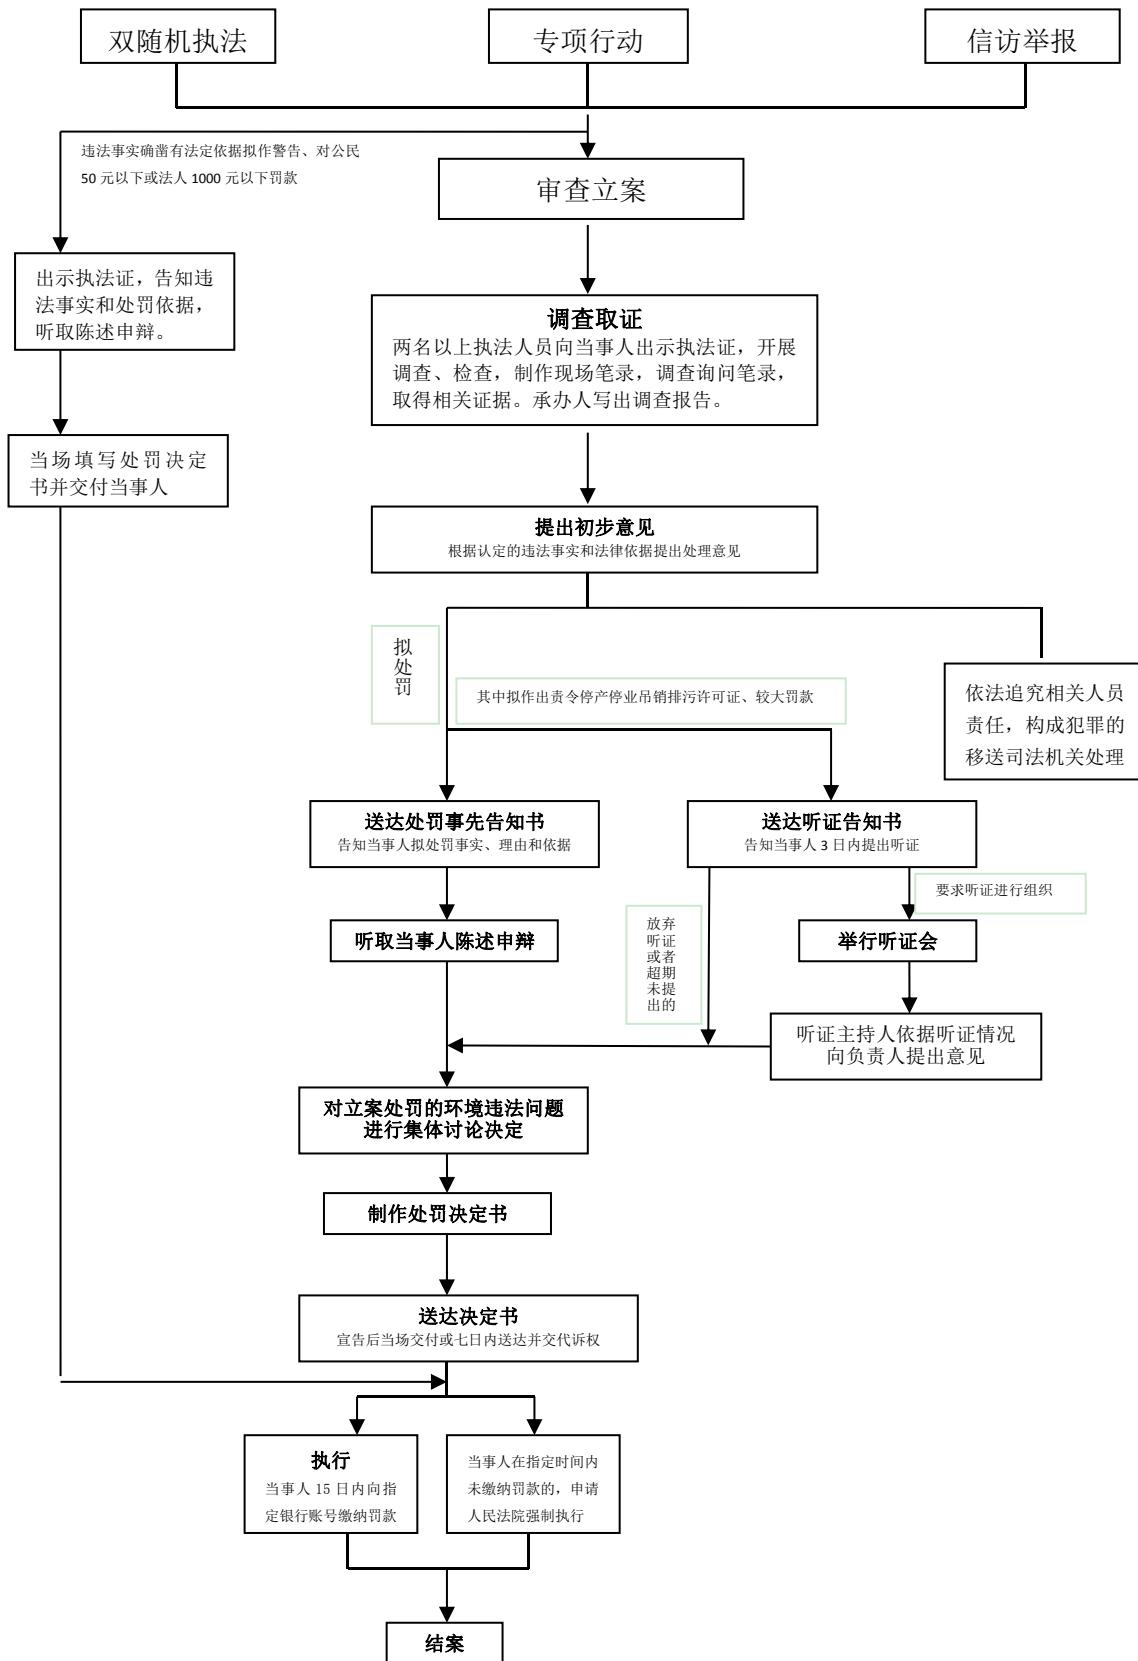 双随机执法
专项行动
信访举报
违法事实确凿有法定依据拟作警告、对公民
50 元以下或法人 1000 元以下罚款
审查立案
出示执法证，告知违
法事实和处罚依据，
听取陈述申辩。
调查取证
两名以上执法人员向当事人出示执法证，开展
调查、检查，制作现场笔录，调查询问笔录，
取得相关证据。承办人写出调查报告。
当场填写处罚决定
书并交付当事人
提出初步意见
根据认定的违法事实和法律依据提出处理意见
拟
处
罚
其中拟作出责令停产停业吊销排污许可证、较大罚款
依法追究相关人员
责任，构成犯罪的
移送司法机关处理
送达处罚事先告知书
告知当事人拟处罚事实、理由和依据
送达听证告知书
告知当事人 3 日内提出听证
要求听证进行组织
听取当事人陈述申辩
放弃
听证
或者
超期
未提
出的
举行听证会
听证主持人依据听证情况
向负责人提出意见
对立案处罚的环境违法问题
进行集体讨论决定
制作处罚决定书
送达决定书
宣告后当场交付或七日内送达并交代诉权
执行
当事人 15 日内向指
定银行账号缴纳罚款
当事人在指定时间内
未缴纳罚款的，申请
人民法院强制执行
结案